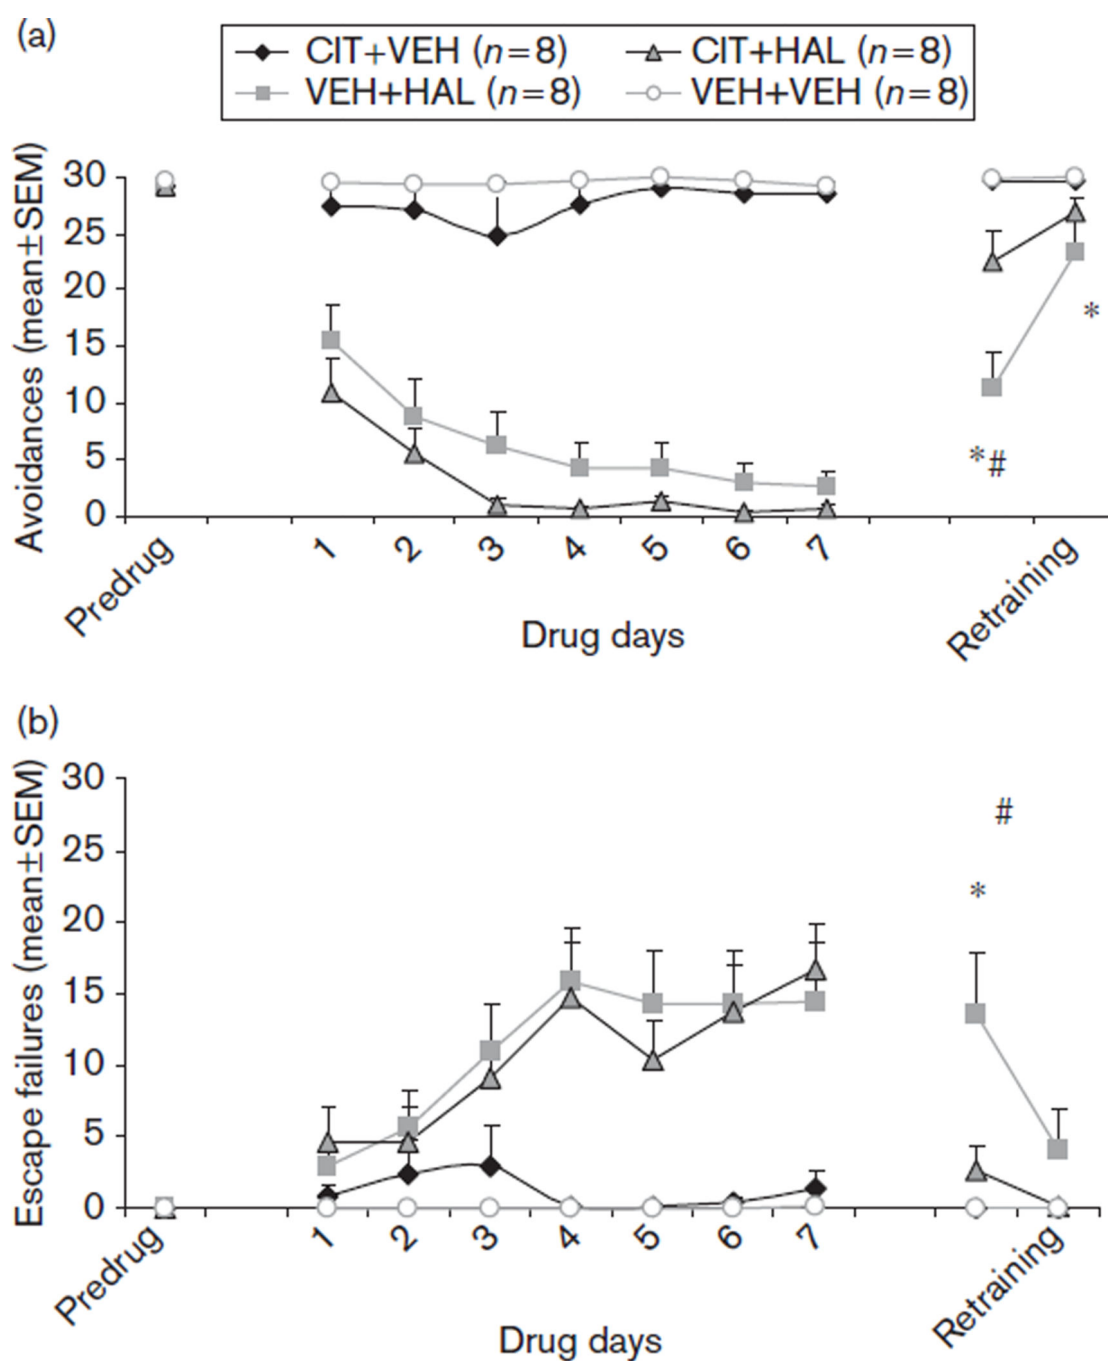 (a)
CIT+VEH (n=8) CIT+HAL (n=8)
VEH+HAL (n=8) VEH+VEH (n=8)
Avoidances (mean±SEM)
30
25
20
15
10
5
0
* 
*#
Predrug 1 2 3 4 5 6 7 Retraining
Drug days
(b)
Escape failures (mean±SEM)
30
25
20
15
10
5
0
#
*
Predrug 1 2 3 4 5 6 7 Retraining
Drug days